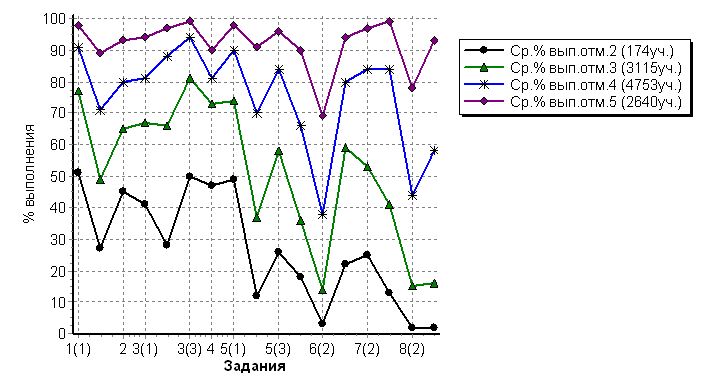 100
90
80
70
60
50
40
30
20
10
0
% выполнения
1(1) 2 3(1) 3(3) 4 5(1) 5(3) 6(2) 7(2) 8(2)
Задания
Ср.% вып.отм.2 (174уч.)
Ср.% вып.отм.3 (3115уч.)
Ср.% вып.отм.4 (4753уч.)
Ср.% вып.отм.5 (2640уч.)